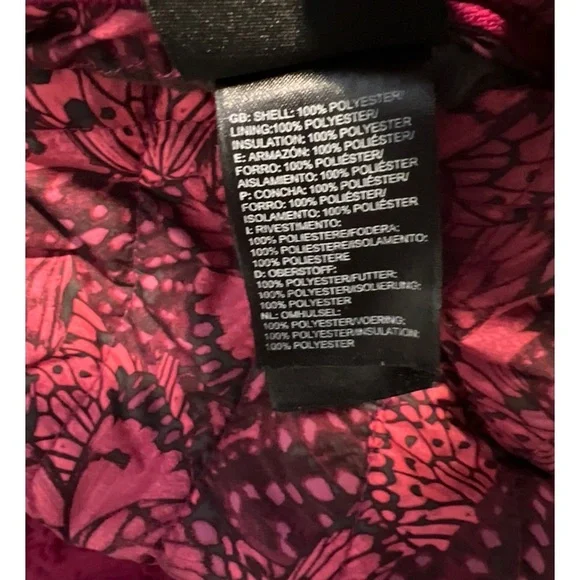 GB: SHELL: 100% POLYESTER/
LINING:100% POLYESTER/
INSULATION: 100% POLYESTER/
E: ARMAZÓN: 100% POLIÉSTER/
FORRO: 100% POLIÉSTER/
AISLAMIENTO: 100% POLIÉSTER/
P: CONCHA: 100% POLIÉSTER/
FORRO: 100% POLIÉSTER/
ISOLAMENTO: 100% POLIÉSTER/
I: RIVESTIMENTO:
100% POLIESTERE/FODERA:
100% POLIESTERE/ISOLAMENTO:
100% POLIESTERE
D: OBERSTOFF:
100% POLYESTER/FUTTER:
100% POLYESTER/ISOLIERUNG:
100% POLYESTER
NL: OMHULSEL:
100% POLYESTER/VOERING:
100% POLYESTER/INSULATION:
100% POLYESTER